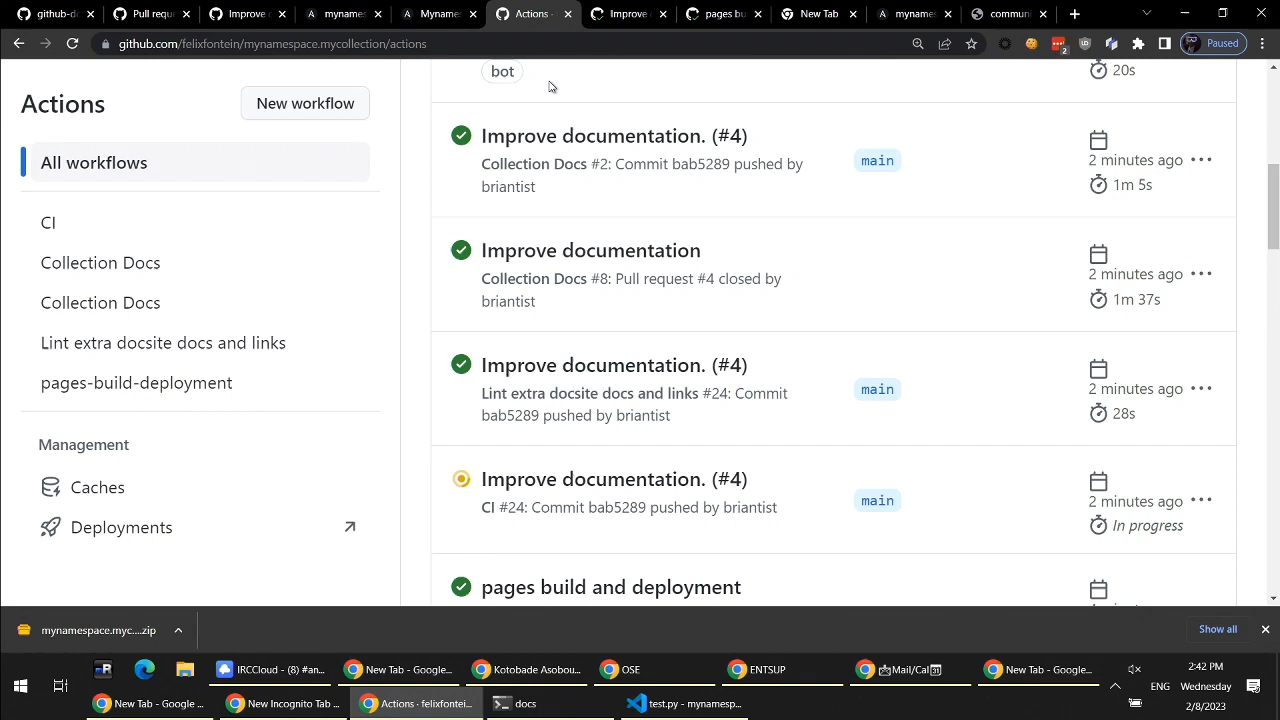 github-do
Pull requ
Improve d
mynames
Mynames
Actions ·
Improve d
pages bui
New Tab
mynames
communi
github.com/felixfontein/mynamespace.mycollection/actions
2
Paused
Actions
New workflow
All workflows
CI
Collection Docs
Collection Docs
Lint extra docsite docs and links
pages-build-deployment
Management
Caches
Deployments
bot
20s
Improve documentation. (#4)
Collection Docs #2: Commit bab5289 pushed by
briantist
main
2 minutes ago
1m 5s
Improve documentation
Collection Docs #8: Pull request #4 closed by
briantist
2 minutes ago
1m 37s
Improve documentation. (#4)
Lint extra docsite docs and links #24: Commit
bab5289 pushed by briantist
main
2 minutes ago
28s
Improve documentation. (#4)
CI #24: Commit bab5289 pushed by briantist
main
2 minutes ago
In progress
pages build and deployment
mynamespace.myc....zip
Show all
IRCCloud - (8) #an...
New Tab - Google...
Kotobade Asobou...
OSE
ENTSUP
Mail/Cal
New Tab - Google...
New Tab - Google ...
New Incognito Tab ...
Actions · felixfontei...
docs
test.py - mynamesp...
ENG
2:42 PM
Wednesday
2/8/2023